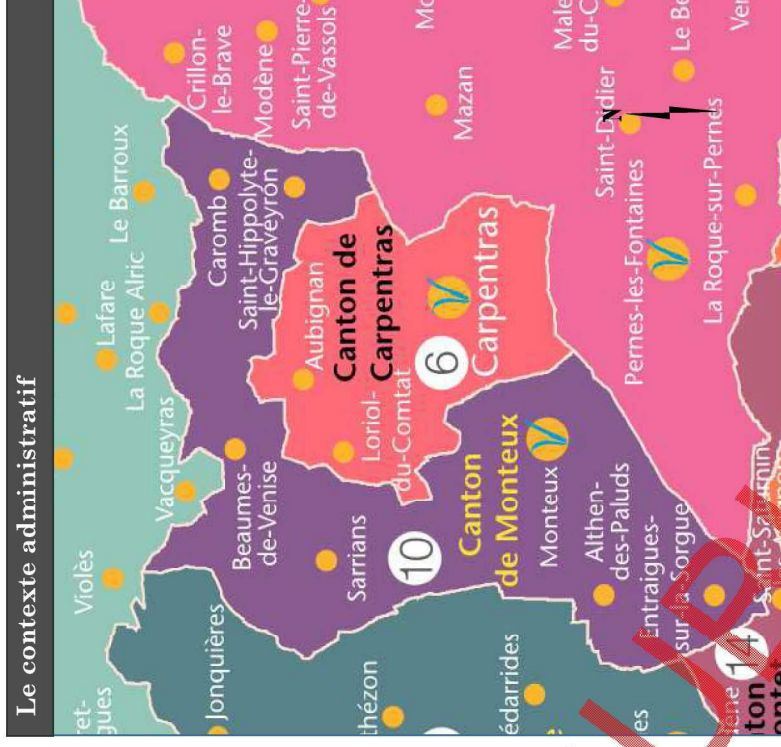 Le contexte administratif
Violès
Vacqueyras
Lafare
La Roque Alric
Le Barroux
Crillon-
le-Brave
Modène
Saint-Pierre-
de-Vassols
Jonquières
Beaumes-
de-Venise
Caromb
Saint-Hippolyte-
le-Graveyron
Aubignan
Sarrians
Loriol-
du-Comtat
Canton de
Carpentras
6
Carpentras
Mazan
10
Canton
de Monteux
Monteux
Althen-
des-Paluds
Entraigues-
sur-la-Sorgue
Saint-Didier
N
Pernes-les-Fontaines
La Roque-sur-Pernes
14